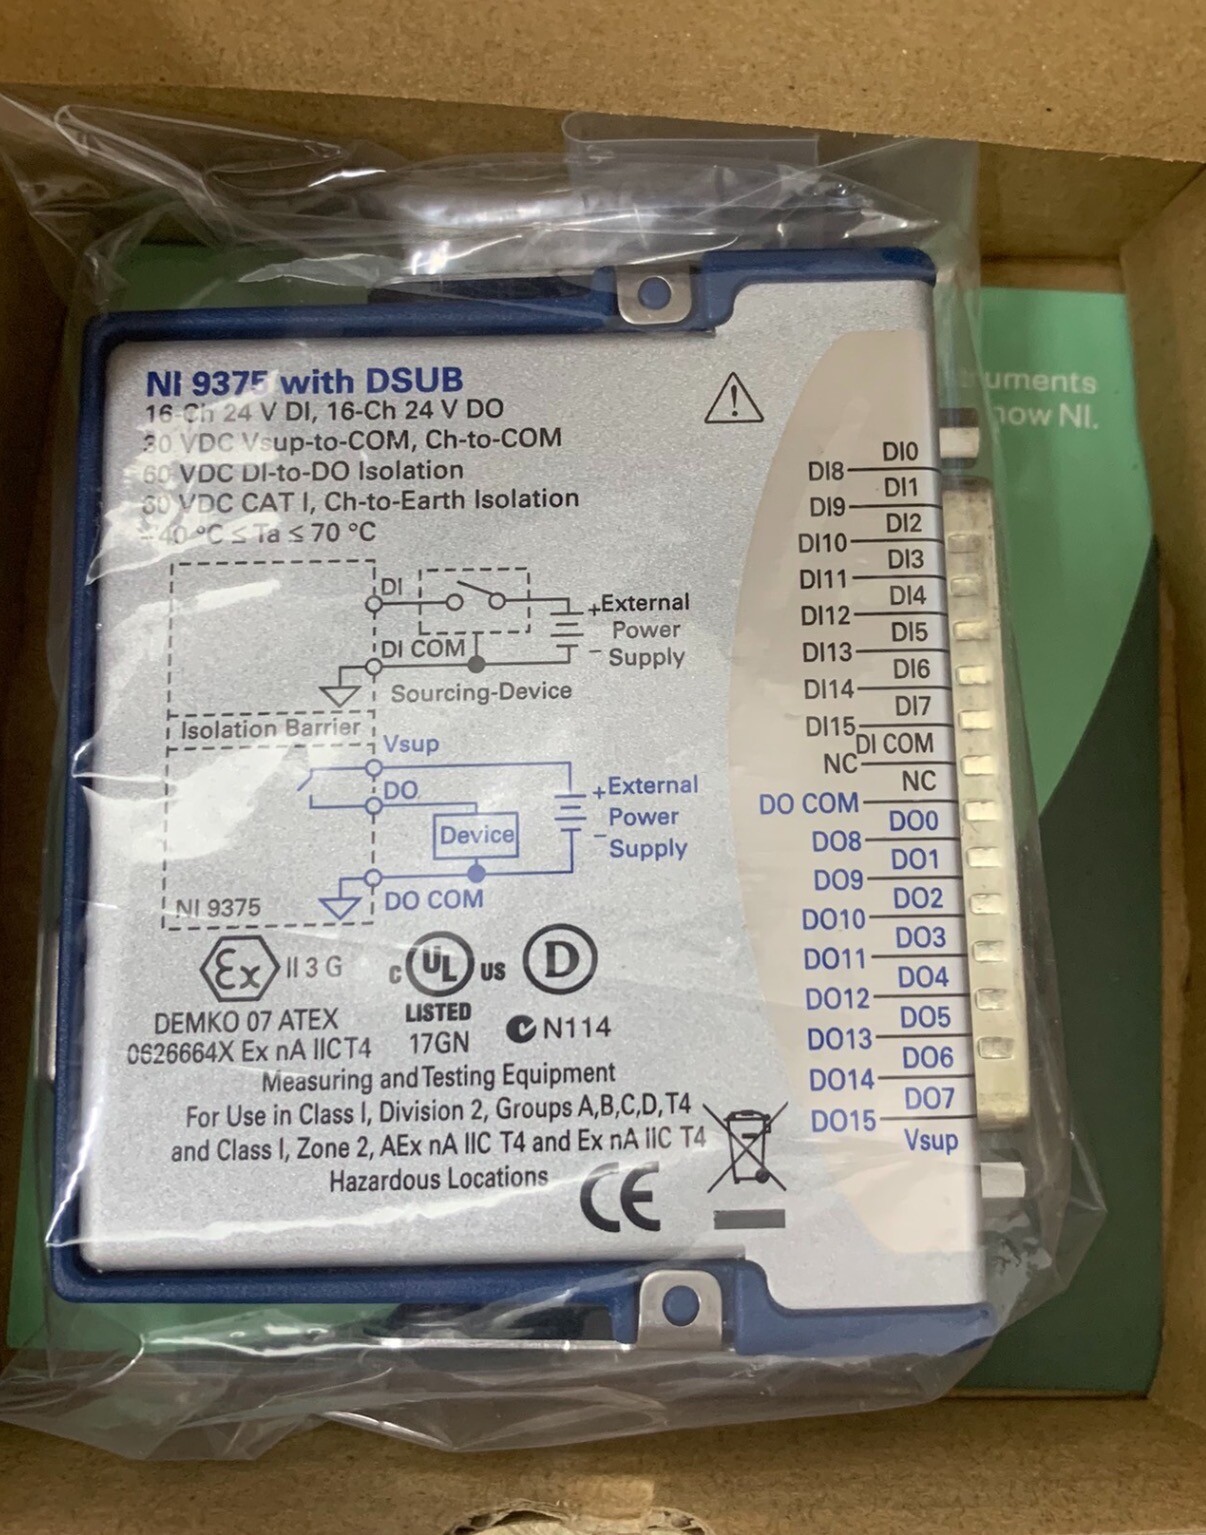 NI 9375 with DSUB
16-Ch 24 V DI, 16-Ch 24 V DO
30 VDC Vsup-to-COM, Ch-to-COM
60 VDC DI-to-DO Isolation
60 VDC CAT I, Ch-to-Earth Isolation
-40 °C ≤ Ta ≤ 70 °C
DI
+External
Power
– Supply
DI COM
Sourcing-Device
Isolation Barrier
Vsup
DO
+External
Power
– Supply
Device
DO COM
NI 9375
Ex II 3 G
C UL US
D
LISTED
17GN
N114
DEMKO 07 ATEX
0626664X Ex nA IICT4
Measuring and Testing Equipment
For Use in Class I, Division 2, Groups A,B,C,D,T4
and Class I, Zone 2, AEx nA IIC T4 and Ex nA IIC T4
Hazardous Locations
CE
DI0
DI8
DI1
DI9
DI2
DI10
DI3
DI11
DI4
DI12
DI5
DI13
DI6
DI14
DI7
DI15
DI COM
NC
NC
DO COM
DO0
DO8
DO1
DO9
DO2
DO10
DO3
DO11
DO4
DO12
DO5
DO13
DO6
DO14
DO7
DO15
Vsup
NI.